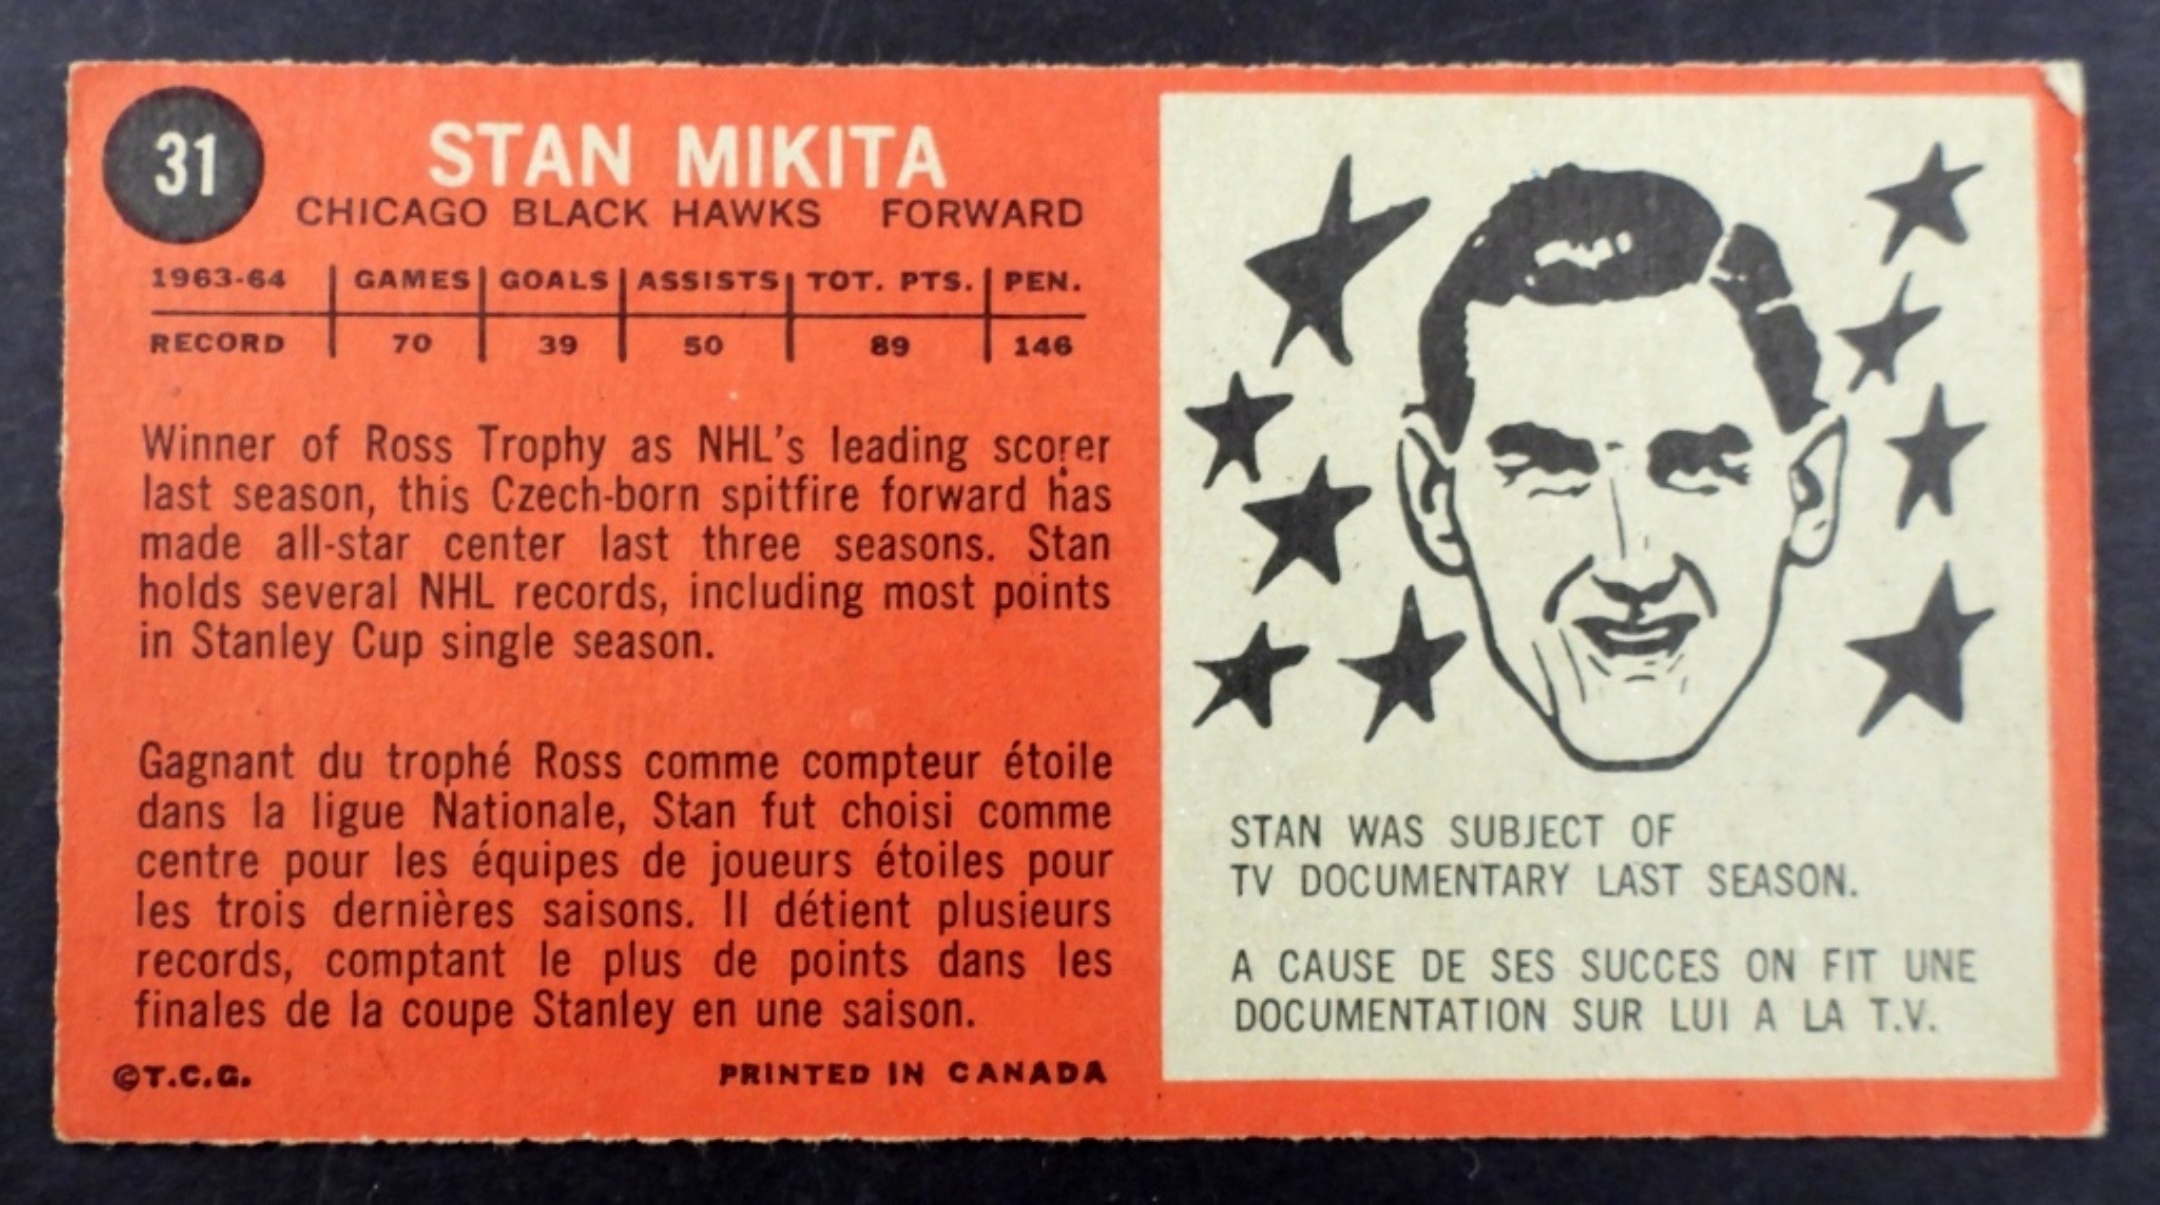 31
STAN MIKITA
CHICAGO BLACK HAWKS FORWARD
1963-64 GAMES GOALS ASSISTS TOT. PTS. PEN.
RECORD 70 39 50 89 146
Winner of Ross Trophy as NHL's leading scorer
last season, this Czech-born spitfire forward has
made all-star center last three seasons. Stan
holds several NHL records, including most points
in Stanley Cup single season.
Gagnant du trophé Ross comme compteur étoile
dans la ligue Nationale, Stan fut choisi comme
centre pour les équipes de joueurs étoiles pour
les trois dernières saisons. Il détient plusieurs
records, comptant le plus de points dans les
finales de la coupe Stanley en une saison.
©T.C.G. PRINTED IN CANADA
STAN WAS SUBJECT OF
TV DOCUMENTARY LAST SEASON.
A CAUSE DE SES SUCCES ON FIT UNE
DOCUMENTATION SUR LUI A LA T.V.